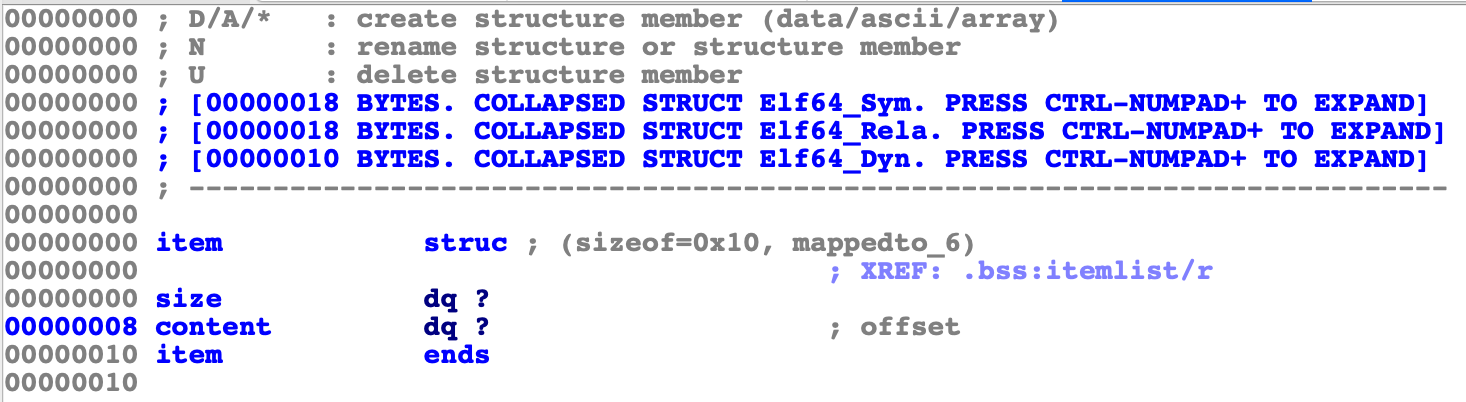 00000000 ; D/A/*   : create structure member (data/ascii/array)
00000000 ; N       : rename structure or structure member
00000000 ; U       : delete structure member
00000000 ; [00000018 BYTES. COLLAPSED STRUCT Elf64_Sym. PRESS CTRL-NUMPAD+ TO EXPAND]
00000000 ; [00000018 BYTES. COLLAPSED STRUCT Elf64_Rela. PRESS CTRL-NUMPAD+ TO EXPAND]
00000000 ; [00000010 BYTES. COLLAPSED STRUCT Elf64_Dyn. PRESS CTRL-NUMPAD+ TO EXPAND]
00000000 ; ---------------------------------------------------------------------------
00000000
00000000 item            struc ; (sizeof=0x10, mappedto_6)
00000000                                         ; XREF: .bss:itemlist/r
00000000 size            dq ?
00000008 content         dq ?                    ; offset
00000010 item            ends
00000010